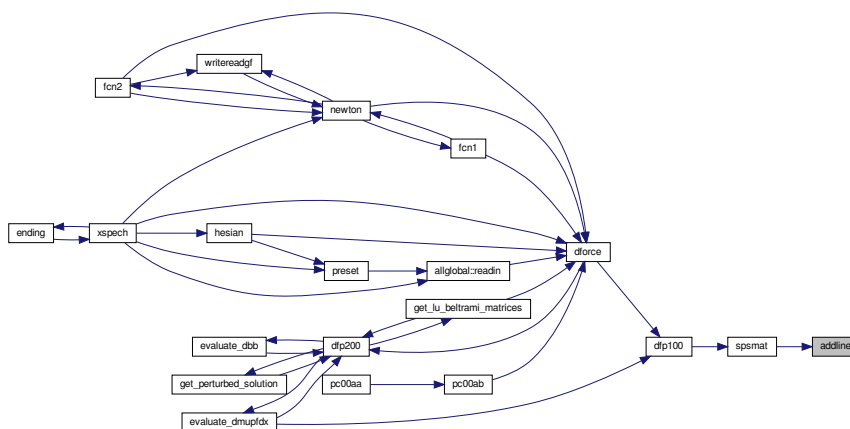 writereadgf
fcn2
newton
fcn1
ending
xspech
hesian
dforce
preset
allglobal::readin
get_lu_beltrami_matrices
evaluate_dbb
dfp200
dfp100
spsmat
addline
get_perturbed_solution
pc00aa
pc00ab
evaluate_dmupfdx